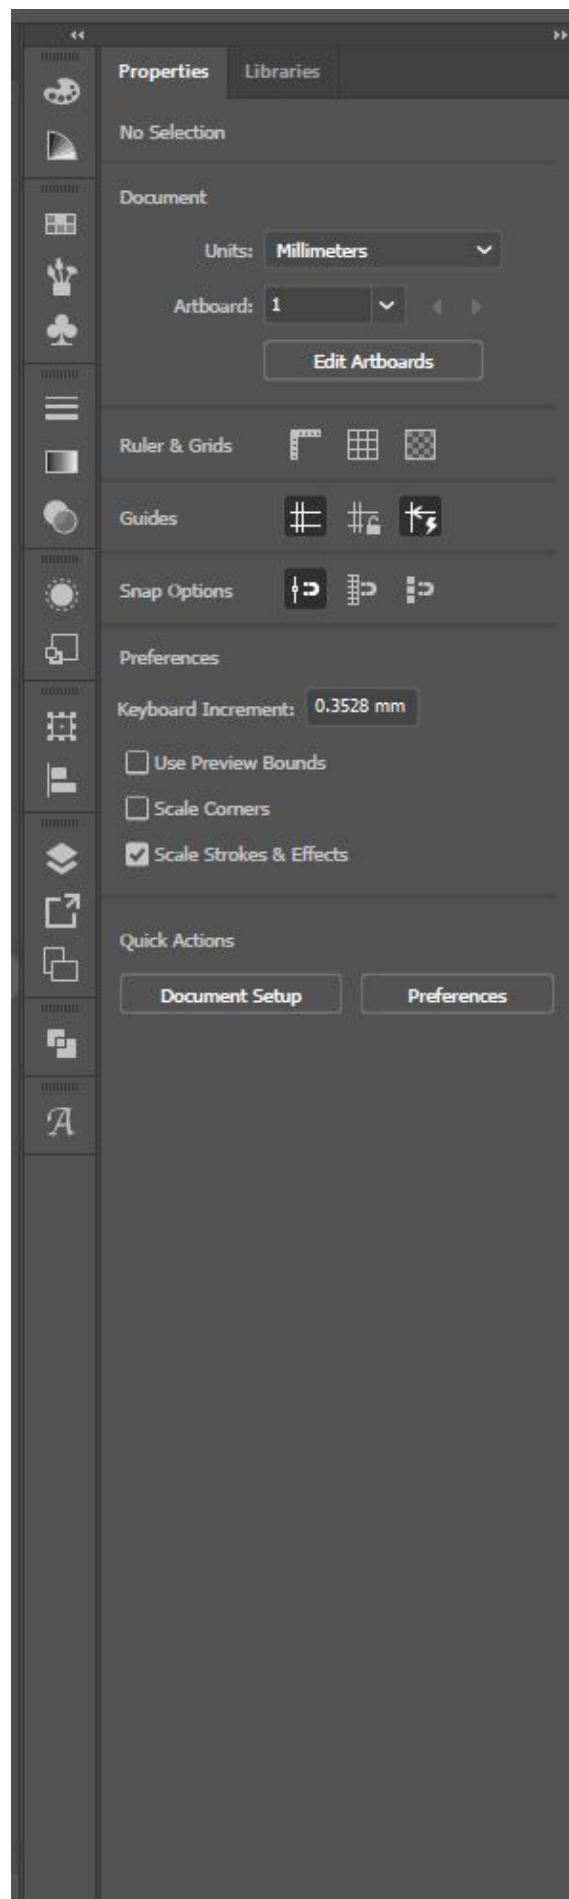 Properties Libraries
No Selection
Document
Units: Millimeters
Artboard: 1
Edit Artboards
Ruler & Grids
Guides
Snap Options
Preferences
Keyboard Increment: 0.3528 mm
Use Preview Bounds
Scale Corners
Scale Strokes & Effects
Quick Actions
Document Setup Preferences